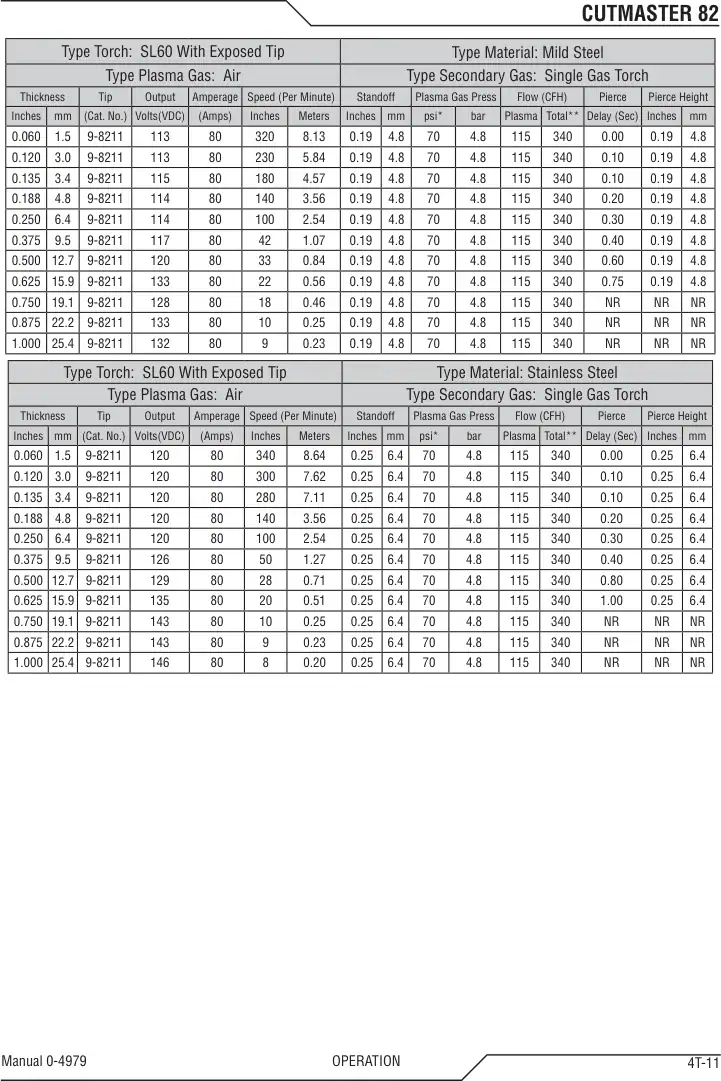 CUTMASTER 82
Type Torch: SL60 With Exposed Tip Type Material: Mild Steel
Type Plasma Gas: Air Type Secondary Gas: Single Gas Torch
Thickness Tip Output Amperage Speed (Per Minute) Standoff Plasma Gas Press Flow (CFH) Pierce Pierce Height
Inches mm (Cat. No.) Volts(VDC) (Amps) Inches Meters Inches mm psi* bar Plasma Total** Delay (Sec) Inches mm
0.060 1.5 9-8211 113 80 320 8.13 0.19 4.8 70 4.8 115 340 0.00 0.19 4.8
0.120 3.0 9-8211 113 80 230 5.84 0.19 4.8 70 4.8 115 340 0.10 0.19 4.8
0.135 3.4 9-8211 115 80 180 4.57 0.19 4.8 70 4.8 115 340 0.10 0.19 4.8
0.188 4.8 9-8211 114 80 140 3.56 0.19 4.8 70 4.8 115 340 0.20 0.19 4.8
0.250 6.4 9-8211 114 80 100 2.54 0.19 4.8 70 4.8 115 340 0.30 0.19 4.8
0.375 9.5 9-8211 117 80 42 1.07 0.19 4.8 70 4.8 115 340 0.40 0.19 4.8
0.500 12.7 9-8211 120 80 33 0.84 0.19 4.8 70 4.8 115 340 0.60 0.19 4.8
0.625 15.9 9-8211 133 80 22 0.56 0.19 4.8 70 4.8 115 340 0.75 0.19 4.8
0.750 19.1 9-8211 128 80 18 0.46 0.19 4.8 70 4.8 115 340 NR NR NR
0.875 22.2 9-8211 133 80 10 0.25 0.19 4.8 70 4.8 115 340 NR NR NR
1.000 25.4 9-8211 132 80 9 0.23 0.19 4.8 70 4.8 115 340 NR NR NR
Type Torch: SL60 With Exposed Tip Type Material: Stainless Steel
Type Plasma Gas: Air Type Secondary Gas: Single Gas Torch
Thickness Tip Output Amperage Speed (Per Minute) Standoff Plasma Gas Press Flow (CFH) Pierce Pierce Height
Inches mm (Cat. No.) Volts(VDC) (Amps) Inches Meters Inches mm psi* bar Plasma Total** Delay (Sec) Inches mm
0.060 1.5 9-8211 120 80 340 8.64 0.25 6.4 70 4.8 115 340 0.00 0.25 6.4
0.120 3.0 9-8211 120 80 300 7.62 0.25 6.4 70 4.8 115 340 0.10 0.25 6.4
0.135 3.4 9-8211 120 80 280 7.11 0.25 6.4 70 4.8 115 340 0.10 0.25 6.4
0.188 4.8 9-8211 120 80 140 3.56 0.25 6.4 70 4.8 115 340 0.20 0.25 6.4
0.250 6.4 9-8211 120 80 100 2.54 0.25 6.4 70 4.8 115 340 0.30 0.25 6.4
0.375 9.5 9-8211 126 80 50 1.27 0.25 6.4 70 4.8 115 340 0.40 0.25 6.4
0.500 12.7 9-8211 129 80 28 0.71 0.25 6.4 70 4.8 115 340 0.80 0.25 6.4
0.625 15.9 9-8211 135 80 20 0.51 0.25 6.4 70 4.8 115 340 1.00 0.25 6.4
0.750 19.1 9-8211 143 80 10 0.25 0.25 6.4 70 4.8 115 340 NR NR NR
0.875 22.2 9-8211 143 80 9 0.23 0.25 6.4 70 4.8 115 340 NR NR NR
1.000 25.4 9-8211 146 80 8 0.20 0.25 6.4 70 4.8 115 340 NR NR NR
Manual 0-4979 OPERATION 4T-11